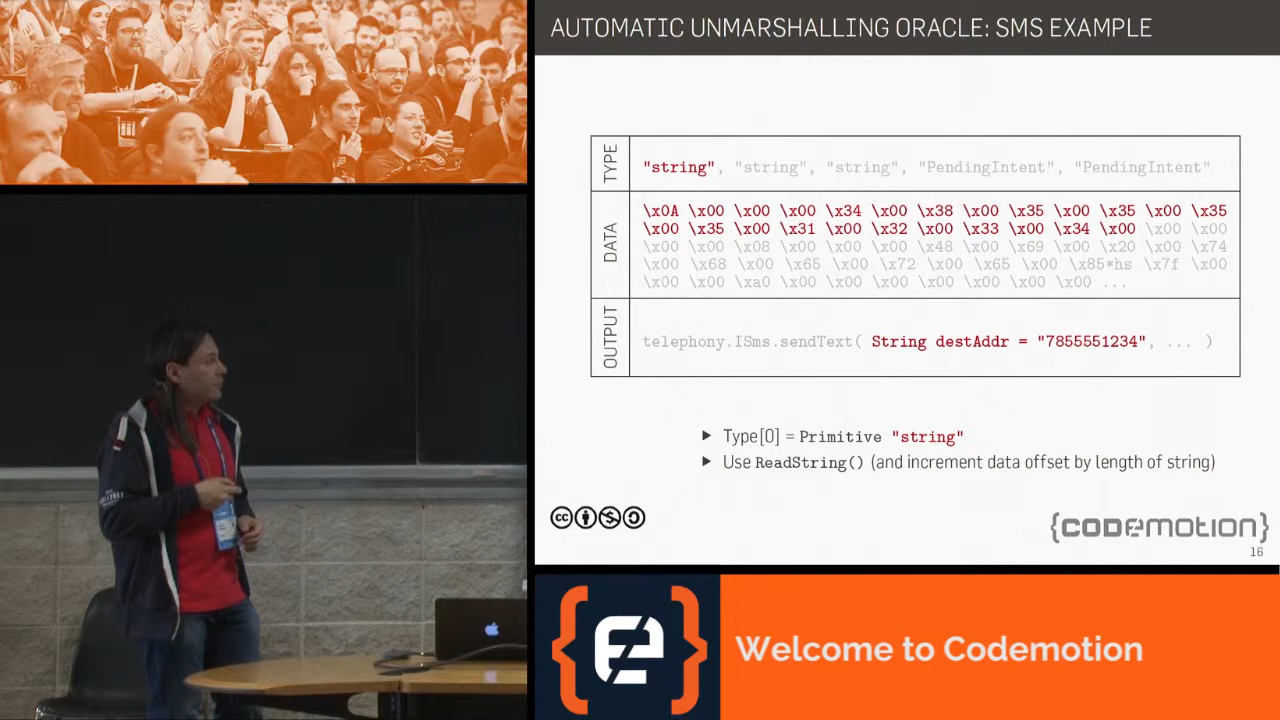 AUTOMATIC UNMARSHALLING ORACLE: SMS EXAMPLE
TYPE
"string", "string", "string", "PendingIntent", "PendingIntent"
DATA
\x0A \x00 \x00 \x00 \x34 \x00 \x38 \x00 \x35 \x00 \x35 \x00 \x35
\x00 \x35 \x00 \x31 \x00 \x32 \x00 \x33 \x00 \x34 \x00 \x00 \x00
\x00 \x00 \x08 \x00 \x00 \x48 \x00 \x69 \x00 \x20 \x00 \x74
\x00 \x68 \x00 \x65 \x00 \x72 \x00 \x65 \x00 \x85*hs \x7f \x00
\x00 \x00 \xa0 \x00 \x00 \x00 \x00 \x00 \x00 \x00 ...
OUTPUT
telephony.ISms.sendText( String destAddr = "7855551234", ... )
Type[0] = Primitive "string"
Use ReadString() (and increment data offset by length of string)
cc
{CODEMOTION}
16
Welcome to Codemotion